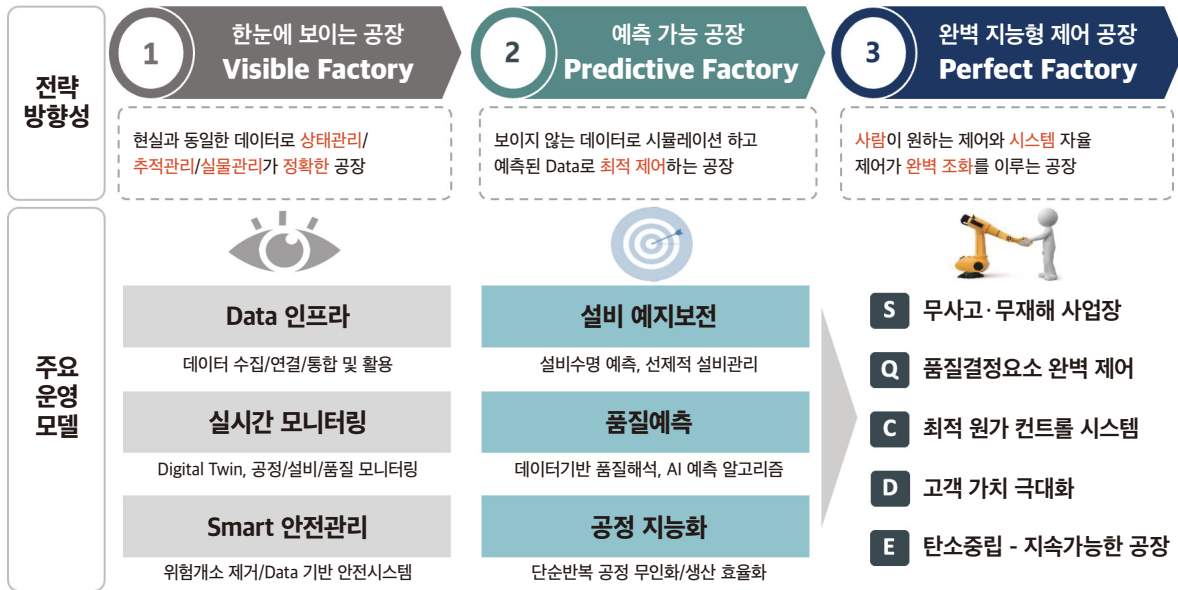 전략
방향성
1
한눈에 보이는 공장
Visible Factory
2
예측 가능 공장
Predictive Factory
3
완벽 지능형 제어 공장
Perfect Factory
현실과 동일한 데이터로 상태관리/
추적관리/실물관리가 정확한 공장
보이지 않는 데이터로 시뮬레이션 하고
예측된 Data로 최적 제어하는 공장
사람이 원하는 제어와 시스템 자율
제어가 완벽 조화를 이루는 공장
주요
운영
모델
Data 인프라
데이터 수집/연결/통합 및 활용
실시간 모니터링
Digital Twin, 공정/설비/품질 모니터링
Smart 안전관리
위험개소 제거/Data 기반 안전시스템
설비 예지보전
설비수명 예측, 선제적 설비관리
품질예측
데이터기반 품질해석, AI 예측 알고리즘
공정 지능화
단순반복 공정 무인화/생산 효율화
S 무사고·무재해 사업장
Q 품질결정요소 완벽 제어
C 최적 원가 컨트롤 시스템
D 고객 가치 극대화
E 탄소중립 - 지속가능한 공장